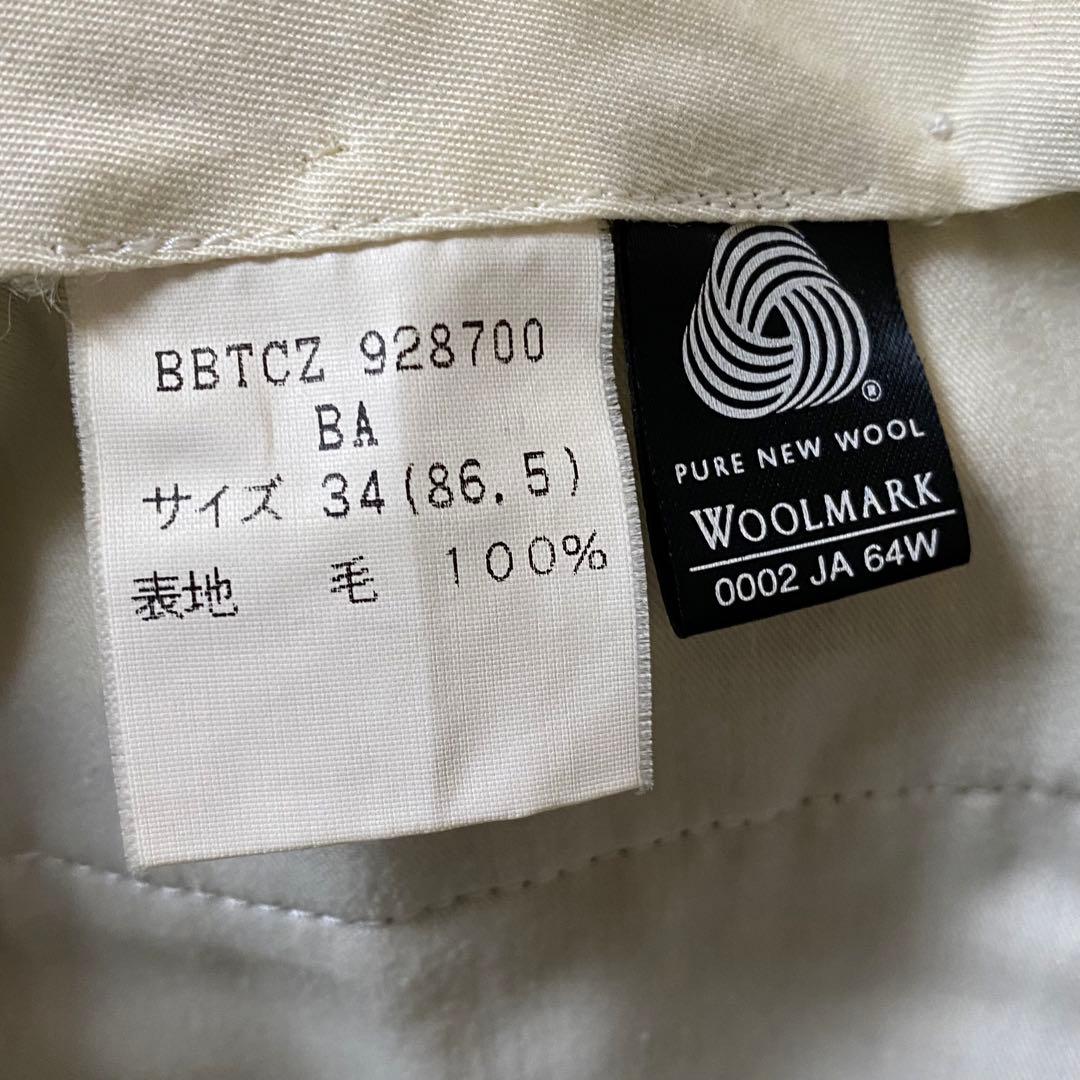 BBTCZ 928700
BA
サイズ 34(86.5)
表地 毛 100%
®
PURE NEW WOOL
WOOLMARK
0002 JA 64W